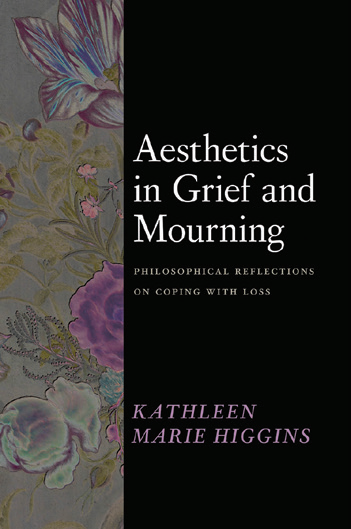 Aesthetics
in Grief and
Mourning
PHILOSOPHICAL REFLECTIONS
ON COPING WITH LOSS
KATHLEEN
MARIE HIGGINS